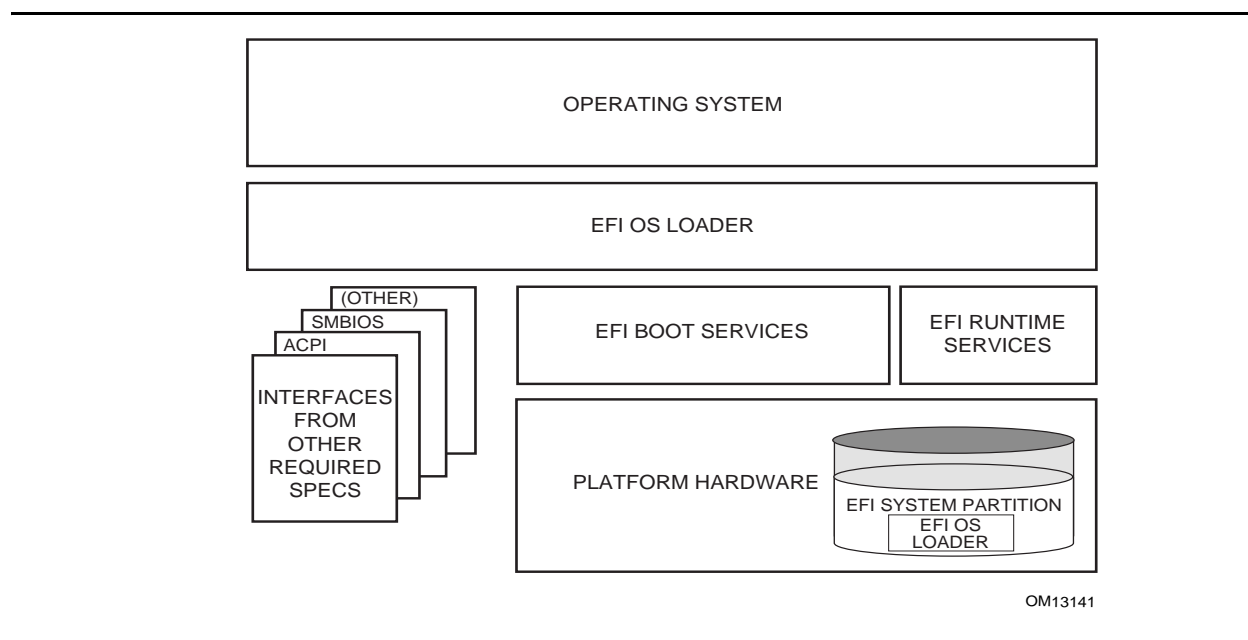 OPERATING SYSTEM
EFI OS LOADER
(OTHER)
SMBIOS
ACPI
INTERFACES
FROM
OTHER
REQUIRED
SPECS
EFI BOOT SERVICES
EFI RUNTIME
SERVICES
PLATFORM HARDWARE
EFI SYSTEM PARTITION
EFI OS
LOADER
OM13141